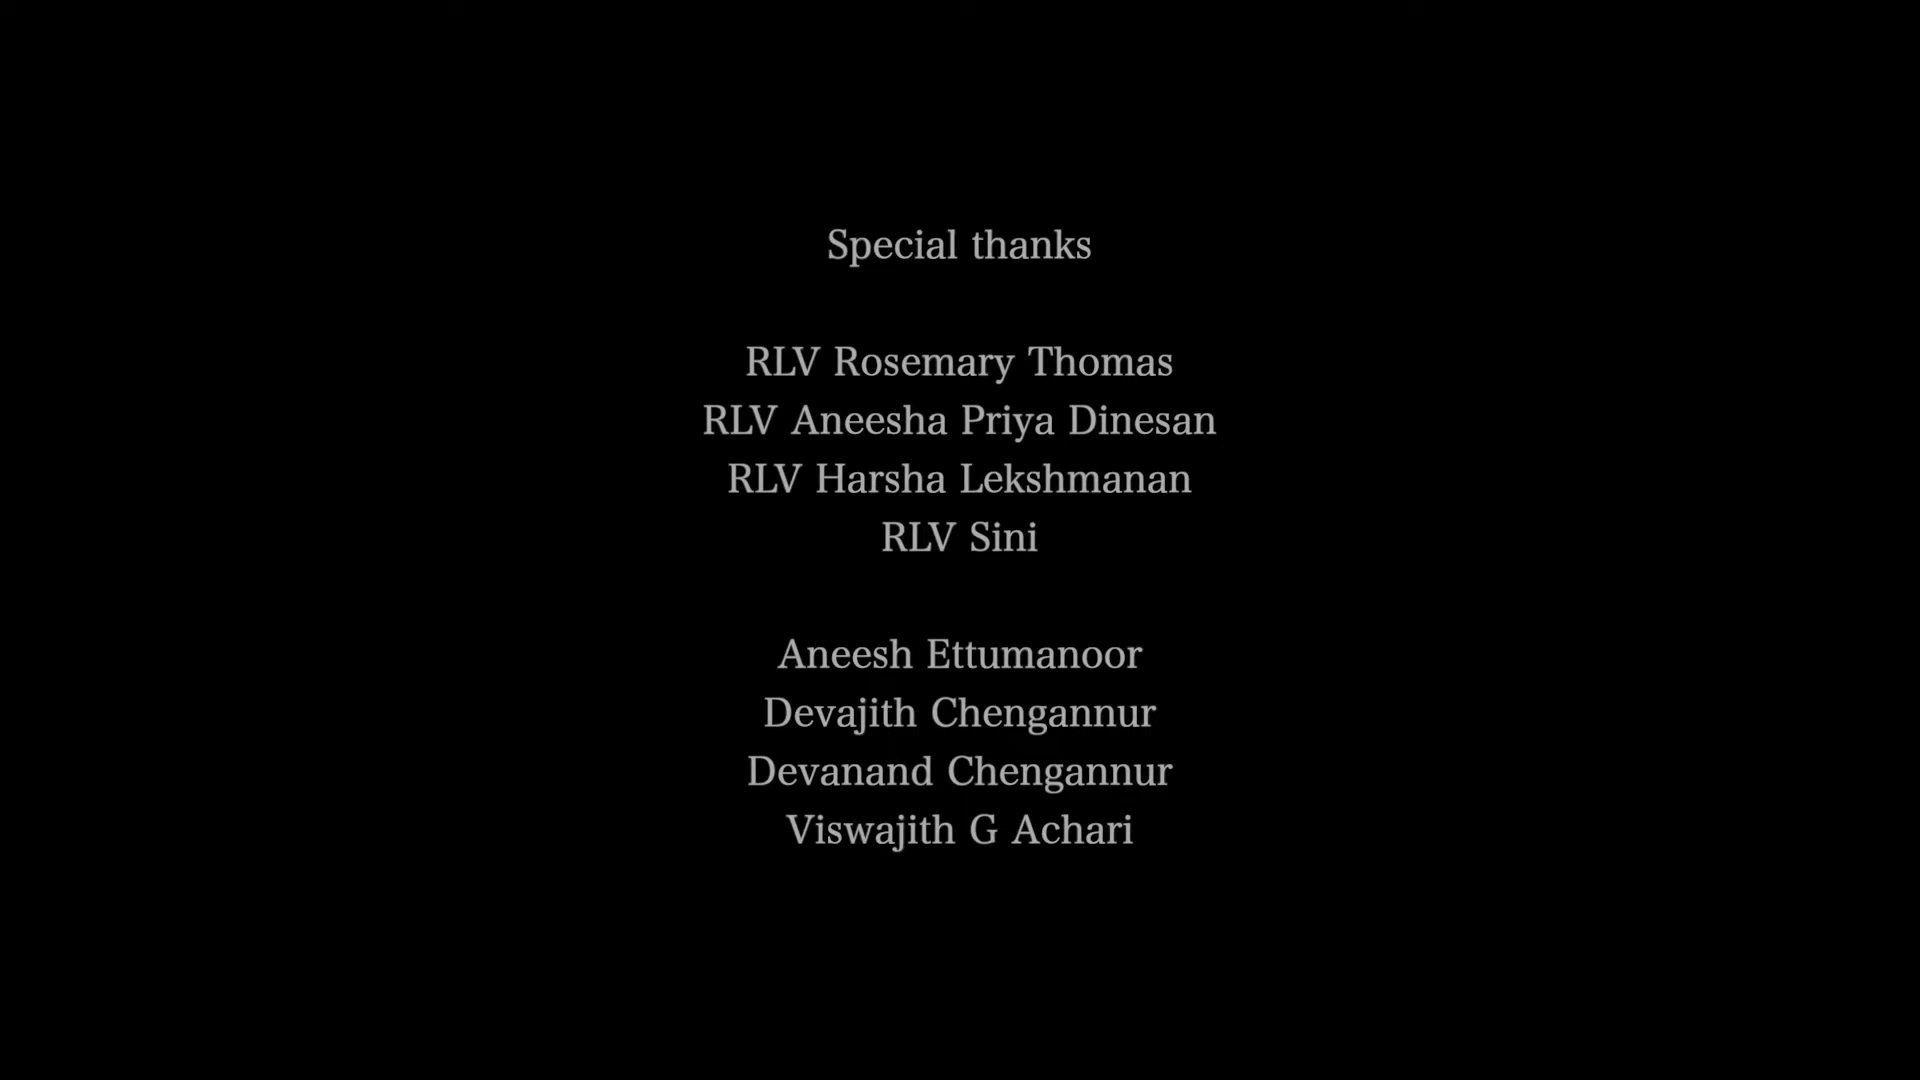 Special thanks
RLV Rosemary Thomas
RLV Aneesha Priya Dinesan
RLV Harsha Lekshmanan
RLV Sini
Aneesh Ettumanoor
Devajith Chengannur
Devanand Chengannur
Viswajith G Achari